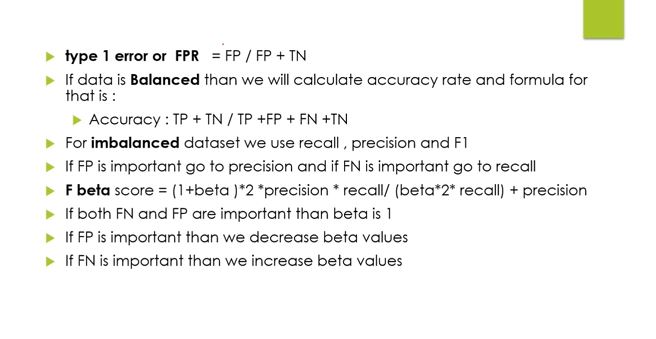 type 1 error or FPR = FP / FP + TN
If data is Balanced than we will calculate accuracy rate and formula for
that is :
Accuracy : TP + TN / TP +FP + FN +TN
For imbalanced dataset we use recall , precision and F1
If FP is important go to precision and if FN is important go to recall
F beta score = (1+beta )*2 *precision * recall/ (beta*2* recall) + precision
If both FN and FP are important than beta is 1
If FP is important than we decrease beta values
If FN is important than we increase beta values